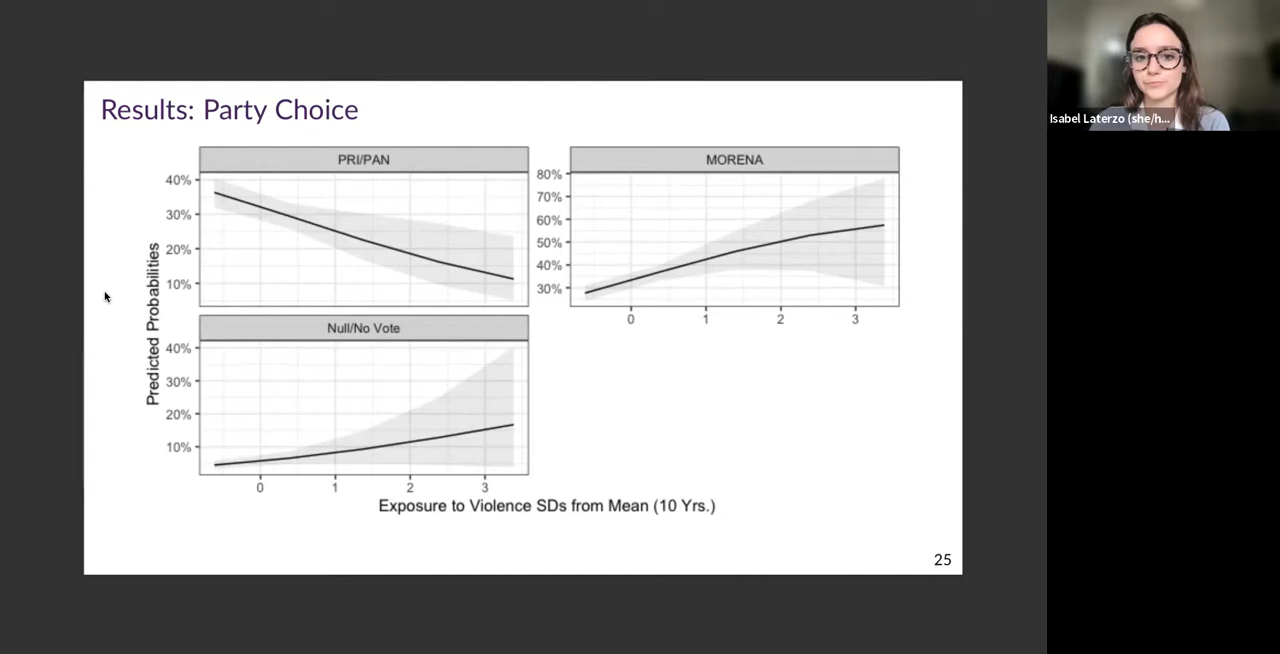 Results: Party Choice
PRI/PAN
MORENA
40%
30%
20%
10%
80%
70%
60%
50%
40%
30%
0 1 2 3
Null/No Vote
40%
30%
20%
10%
0 1 2 3
Predicted Probabilities
Exposure to Violence SDs from Mean (10 Yrs.)
25
Isabel Laterzo (she/h...